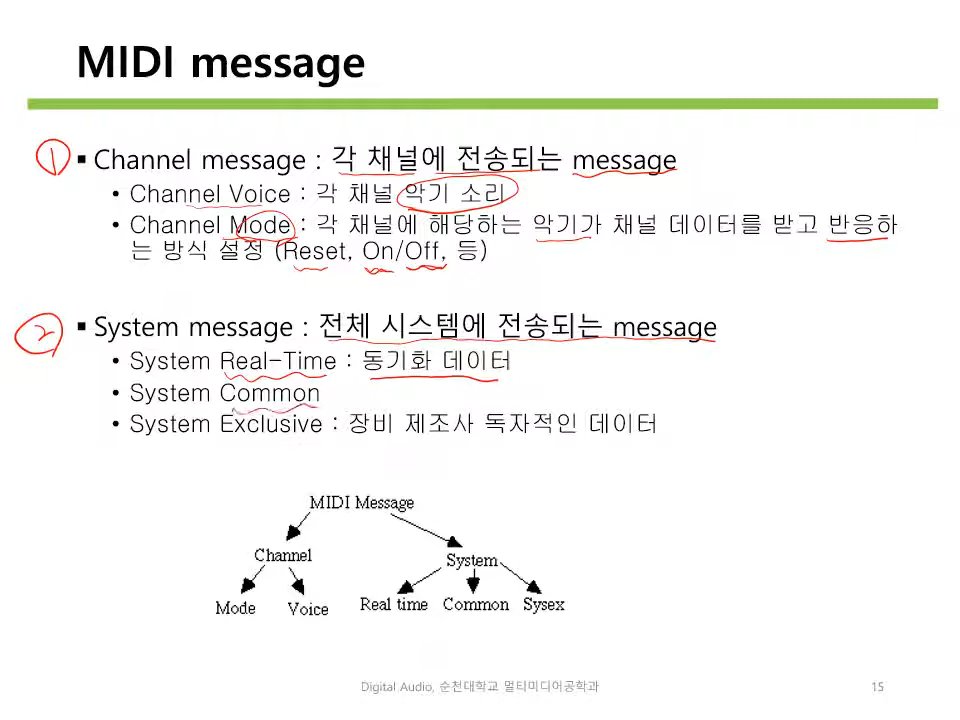 MIDI message
① ▪ Channel message : 각 채널에 전송되는 message
• Channel Voice : 각 채널 악기 소리
• Channel Mode : 각 채널에 해당하는 악기가 채널 데이터를 받고 반응하
는 방식 설정 (Reset, On/Off, 등)
② ▪ System message : 전체 시스템에 전송되는 message
• System Real-Time : 동기화 데이터
• System Common
• System Exclusive : 장비 제조사 독자적인 데이터
MIDI Message
Channel System
Mode Voice Real time Common Sysex
Digital Audio, 순천대학교 멀티미디어공학과 15